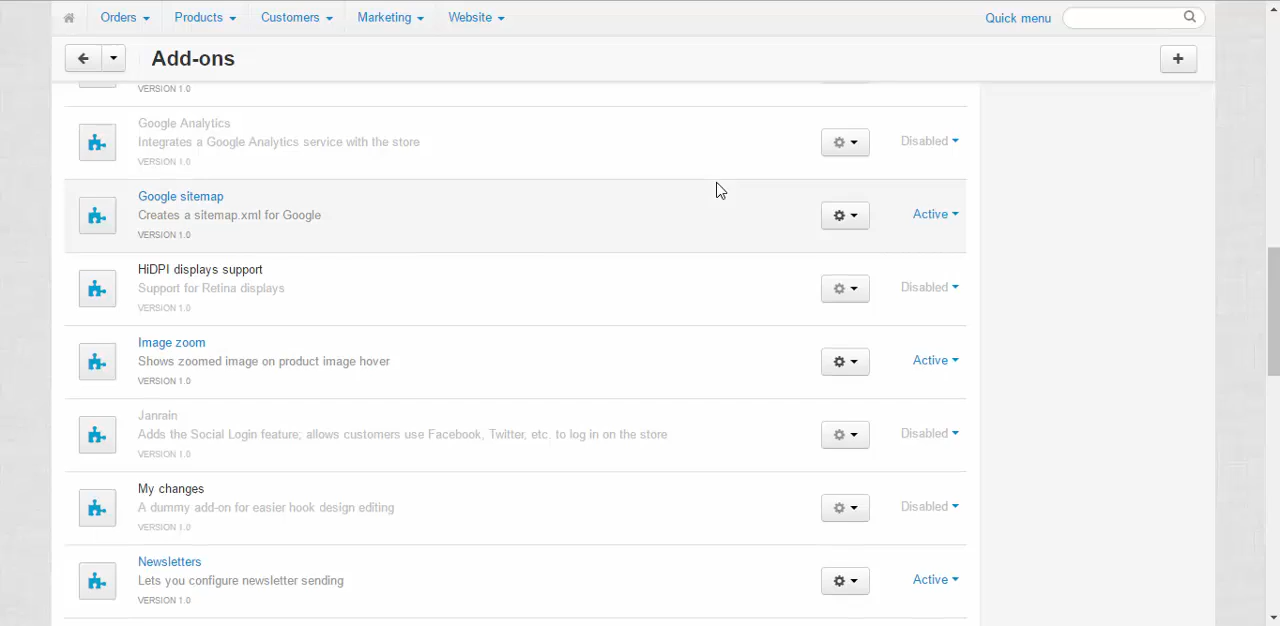 Orders Products Customers Marketing Website Quick menu
Add-ons +
VERSION 1.0
Google Analytics
Integrates a Google Analytics service with the store Disabled
VERSION 1.0
Google sitemap
Creates a sitemap.xml for Google Active
VERSION 1.0
HiDPI displays support
Support for Retina displays Disabled
VERSION 1.0
Image zoom
Shows zoomed image on product image hover Active
VERSION 1.0
Janrain
Adds the Social Login feature; allows customers use Facebook, Twitter, etc. to log in on the store Disabled
VERSION 1.0
My changes
A dummy add-on for easier hook design editing Disabled
VERSION 1.0
Newsletters
Lets you configure newsletter sending Active
VERSION 1.0